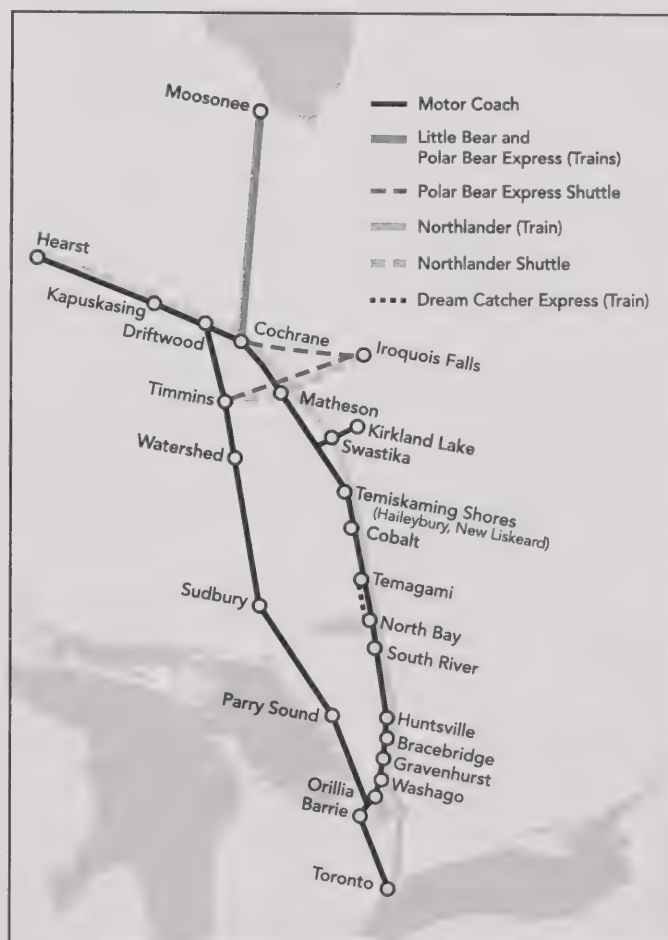 Moosonee
Motor Coach
Little Bear and
Polar Bear Express (Trains)
Polar Bear Express Shuttle
Northlander (Train)
Northlander Shuttle
Dream Catcher Express (Train)
Hearst
Kapuskasing
Driftwood
Cochrane
Iroquois Falls
Timmins
Matheson
Kirkland Lake
Swastika
Watershed
Temiskaming Shores
(Haileybury, New Liskeard)
Cobalt
Temagami
Sudbury
North Bay
South River
Parry Sound
Huntsville
Bracebridge
Gravenhurst
Washago
Orillia
Barrie
Toronto